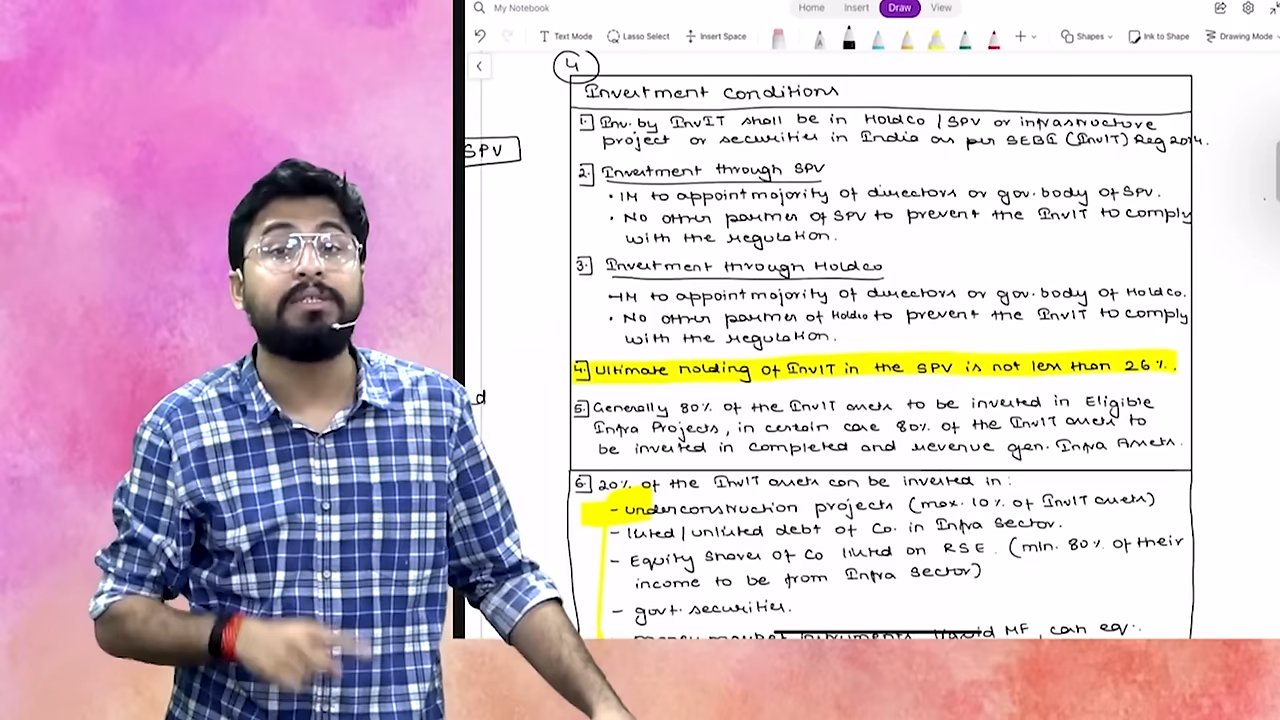 My Notebook
Home Insert Draw View
Text Mode Lasso Select Insert Space Shapes Ink to Shape Drawing Mode
4
Investment Conditions
1. Inv. by InvIT shall be in Holdco / SPV or infrastructure
project or securities in India as per SEBI (InvIT) Reg 2014.
SPV
2. Investment through SPV
• IM to appoint majority of directors or gov. body of SPV.
• No other partner of SPV to prevent the InvIT to comply
with the regulation.
3. Investment through Holdco
• IM to appoint majority of directors or gov. body of Holdco.
• No other partner of Holdco to prevent the InvIT to comply
with the regulation.
4. Ultimate holding of InvIT in the SPV is not less than 26%.
d
5. Generally 80% of the InvIT assets to be invested in Eligible
Infra Projects, in certain case 80% of the InvIT assets to
be invested in completed and revenue gen. Infra Assets.
6. 20% of the InvIT assets can be invested in:
- underconstruction projects (max. 10% of InvIT assets)
- listed / unlisted debt of Co. in Infra Sector.
- Equity shares of Co listed on RSE. (min. 80% of their
income to be from Infra Sector)
- govt. securities.
- money market instruments, liquid MF, cash eq.